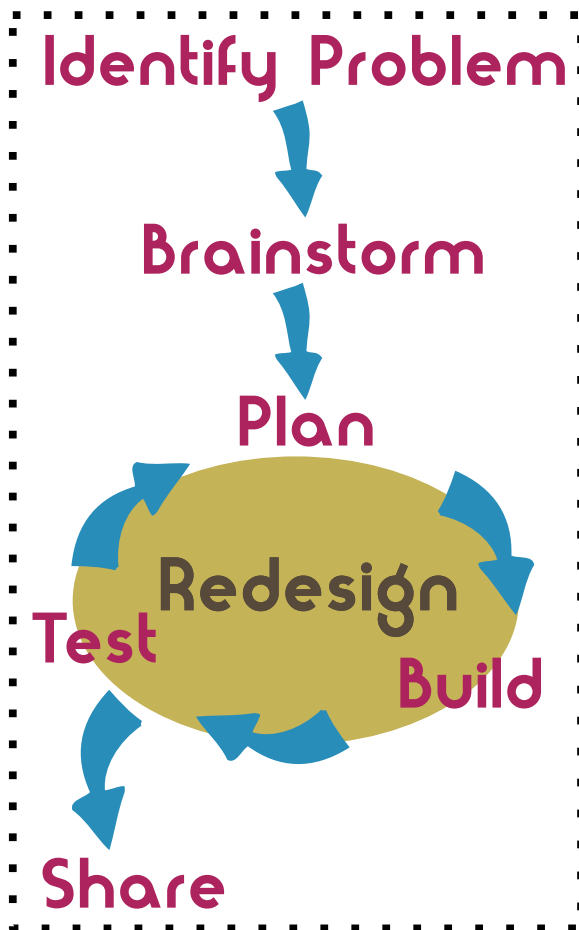 Identify Problem
Brainstorm
Plan
Redesign
Test
Build
Share